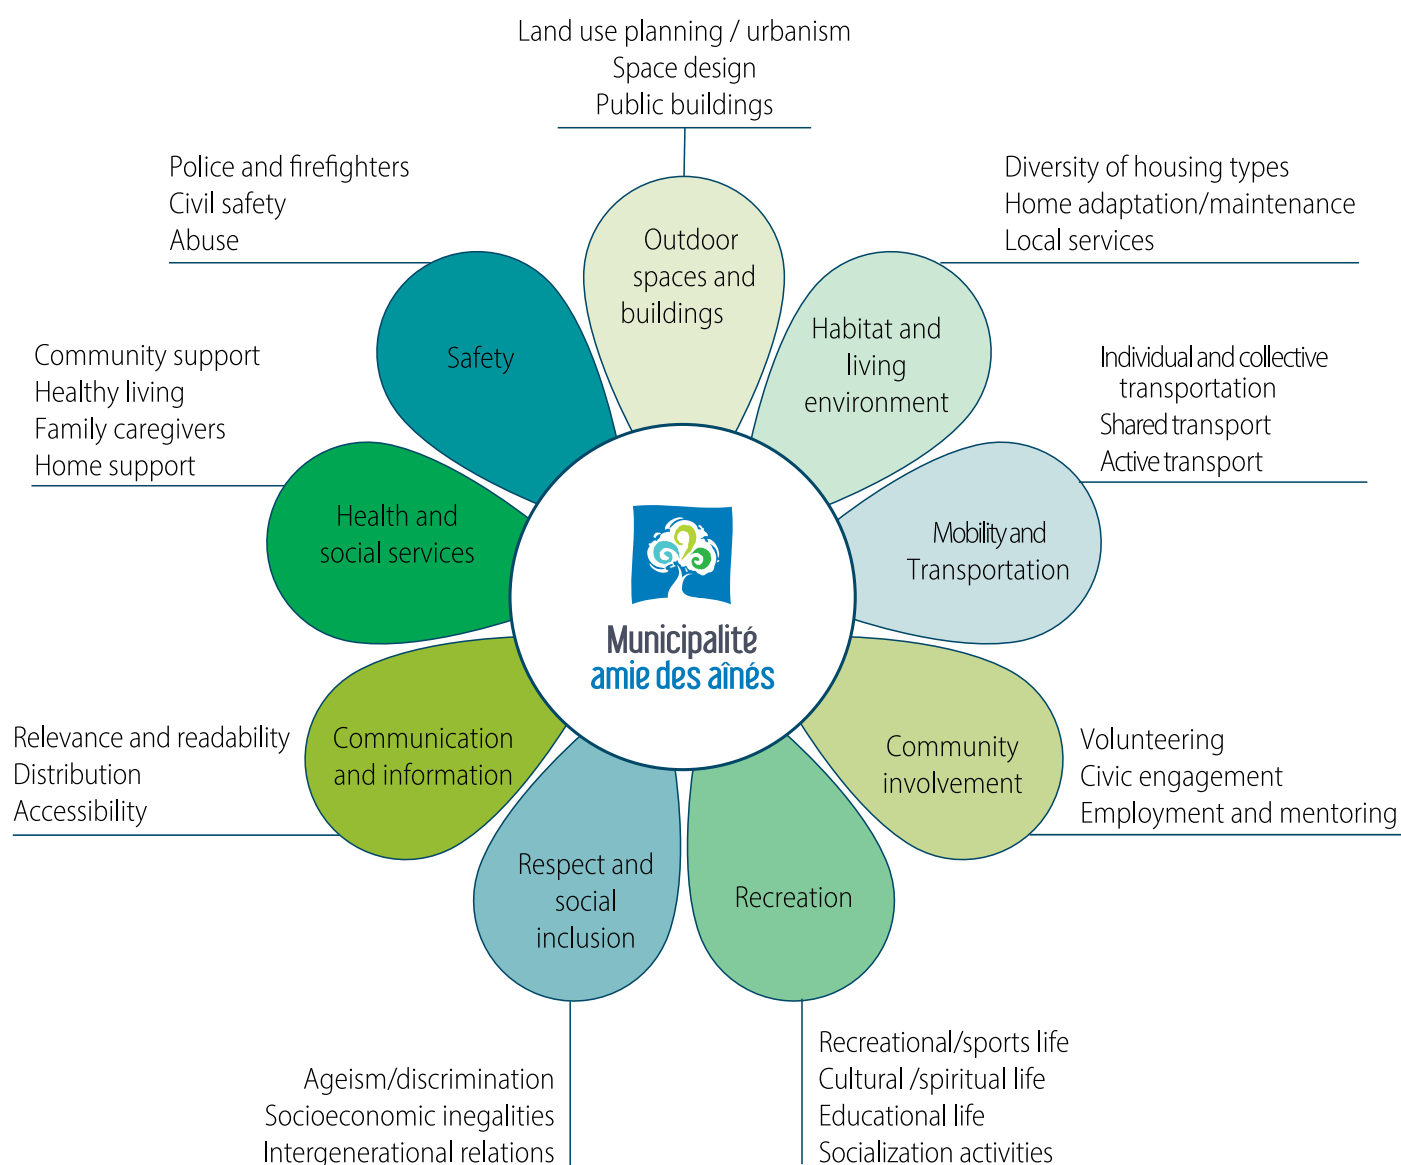 Land use planning / urbanism
Space design
Public buildings
Outdoor
spaces and
buildings
Diversity of housing types
Home adaptation/maintenance
Local services
Habitat and
living
environment
Individual and collective
transportation
Shared transport
Active transport
Mobility and
Transportation
Volunteering
Civic engagement
Employment and mentoring
Community
involvement
Recreation
Recreational/sports life
Cultural /spiritual life
Educational life
Socialization activities
Respect and
social
inclusion
Ageism/discrimination
Socioeconomic inegalities
Intergenerational relations
Communication
and information
Relevance and readability
Distribution
Accessibility
Health and
social services
Community support
Healthy living
Family caregivers
Home support
Safety
Police and firefighters
Civil safety
Abuse
Municipalité
amie des aînés